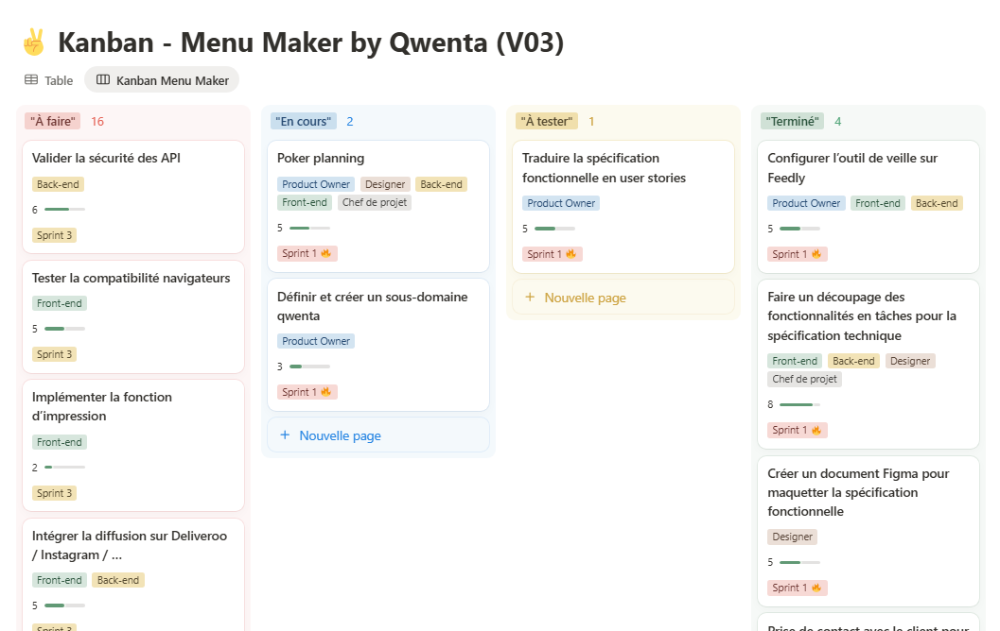 Kanban - Menu Maker by Qwenta (V03)
Table
Kanban Menu Maker
"À faire" 16
Valider la sécurité des API
Back-end
6
Sprint 3
Tester la compatibilité navigateurs
Front-end
5
Sprint 3
Implémenter la fonction
d’impression
Front-end
2
Sprint 3
Intégrer la diffusion sur Deliveroo
/ Instagram / ...
Front-end Back-end
5
Sprint 3
"En cours" 2
Poker planning
Product Owner Designer Back-end
Front-end Chef de projet
5
Sprint 1 🔥
Définir et créer un sous-domaine
qwenta
Product Owner
3
Sprint 1 🔥
+ Nouvelle page
"À tester" 1
Traduire la spécification
fonctionnelle en user stories
Product Owner
5
Sprint 1 🔥
+ Nouvelle page
"Terminé" 4
Configurer l’outil de veille sur
Feedly
Product Owner Front-end Back-end
5
Sprint 1 🔥
Faire un découpage des
fonctionnalités en tâches pour la
spécification technique
Front-end Back-end Designer
Chef de projet
8
Sprint 1 🔥
Créer un document Figma pour
maquetter la spécification
fonctionnelle
Designer
5
Sprint 1 🔥
Prise de contact avec le client pour